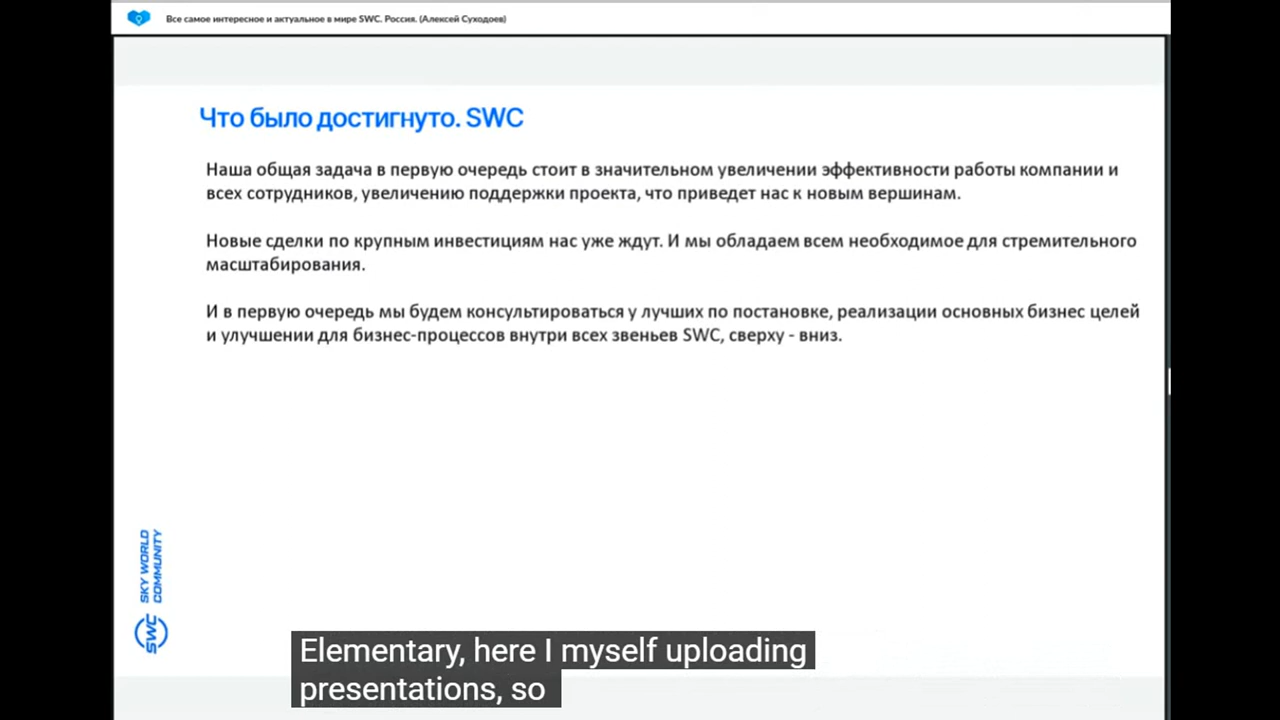 Все самое интересное и актуальное в мире SWC. Россия. (Алексей Суходоев)
Что было достигнуто. SWC
Наша общая задача в первую очередь стоит в значительном увеличении эффективности работы компании и
всех сотрудников, увеличению поддержки проекта, что приведет нас к новым вершинам.
Новые сделки по крупным инвестициям нас уже ждут. И мы обладаем всем необходимое для стремительного
масштабирования.
И в первую очередь мы будем консультироваться у лучших по постановке, реализации основных бизнес целей
и улучшении для бизнес-процессов внутри всех звеньев SWC, сверху - вниз.
SKY WORLD
COMMUNITY
SWC
Elementary, here I myself uploading
presentations, so